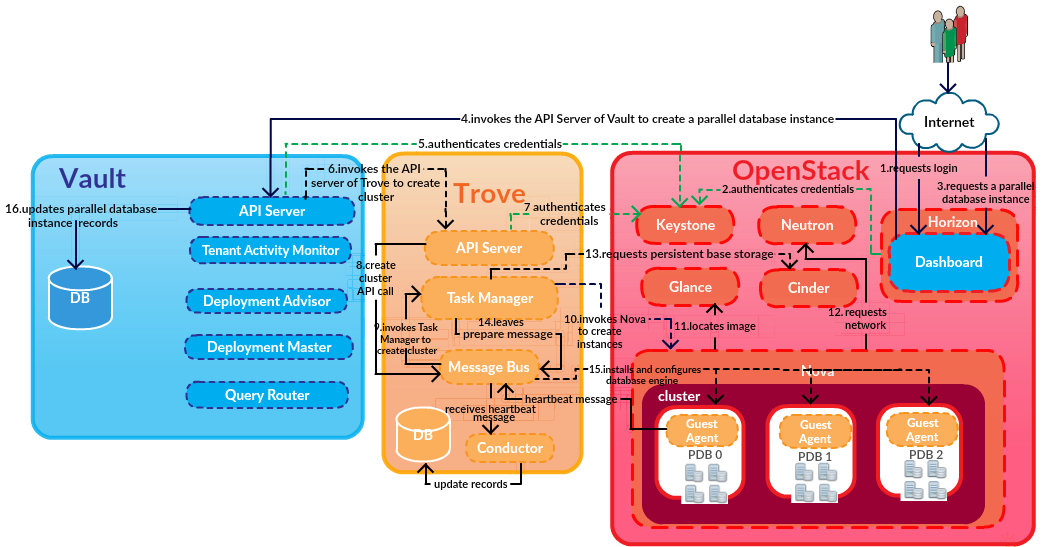 Internet
4.invokes the API Server of Vault to create a parallel database instance
5.authenticates credentials
Vault
16.updates parallel database
instance records
DB
API Server
Tenant Activity Monitor
Deployment Advisor
Deployment Master
Query Router
6.invokes the API
server of Trove to create
cluster
Trove
7 authenticates
credentials
API Server
8.create
cluster
API call
Task Manager
9.invokes Task
Manager to
create cluster
14.leaves
prepare message
Message Bus
receives heartbeat
message
DB
Conductor
update records
OpenStack
1.requests login
2.authenticates credentials
3.requests a parallel
database instance
Keystone
Neutron
Horizon
Dashboard
13.requests persistent base storage
Glance
Cinder
10.invokes Nova
to create
instances
11.locates image
12.requests
network
15.installs and configures
database engine
Nova
heartbeat message
cluster
Guest
Agent
PDB 0
Guest
Agent
PDB 1
Guest
Agent
PDB 2